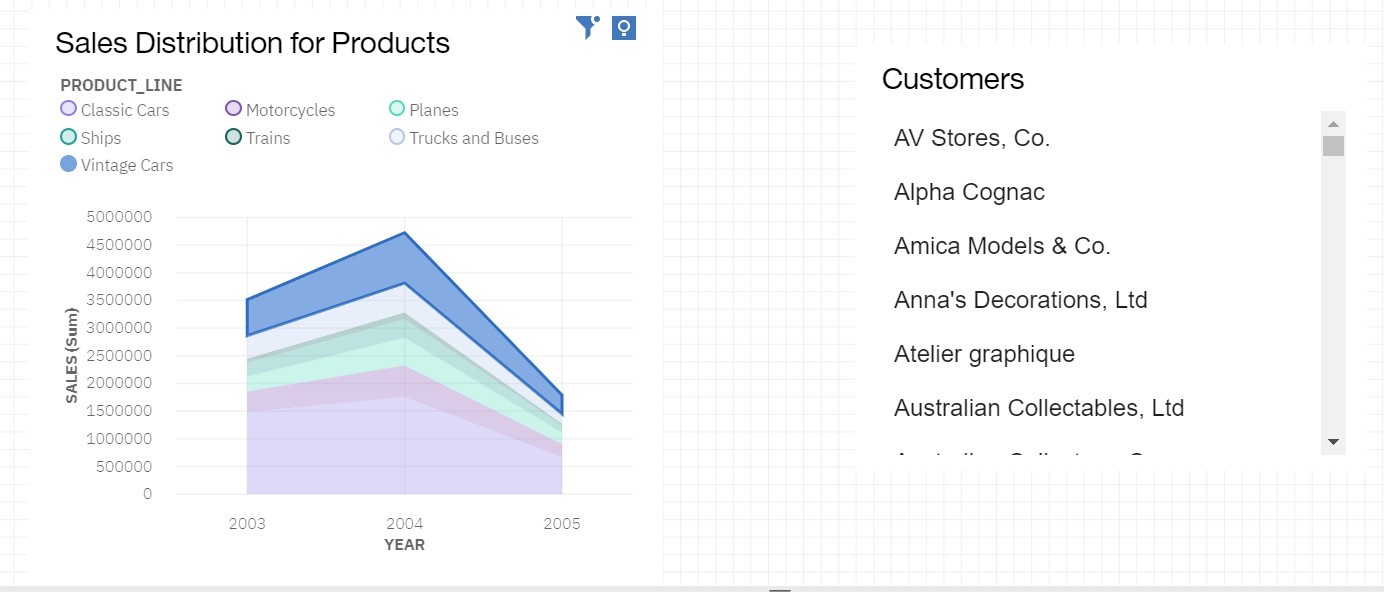 Sales Distribution for Products
PRODUCT_LINE
Classic Cars Motorcycles Planes
Ships Trains Trucks and Buses
Vintage Cars
5000000
4500000
4000000
3500000
3000000
2500000
2000000
1500000
1000000
500000
0
SALES (Sum)
2003 2004 2005
YEAR
Customers
AV Stores, Co.
Alpha Cognac
Amica Models & Co.
Anna's Decorations, Ltd
Atelier graphique
Australian Collectables, Ltd